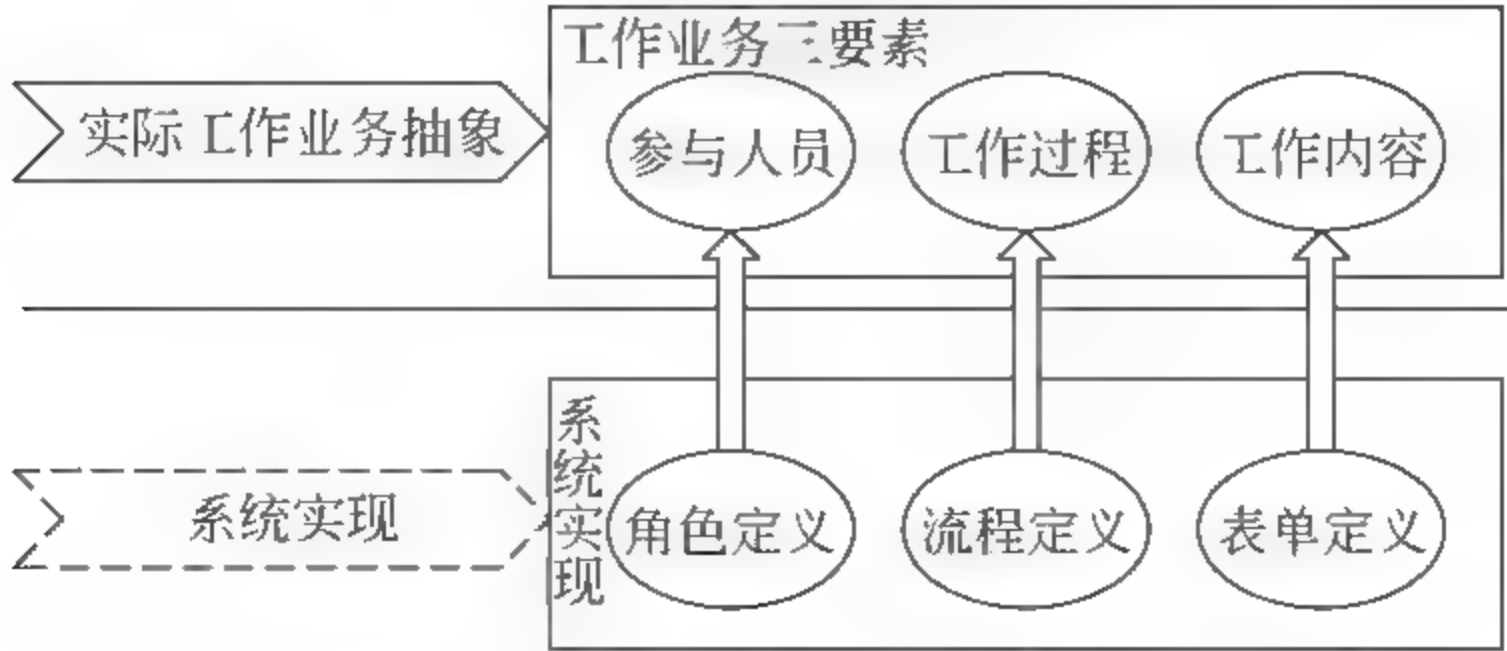 工作业务三要素
实际工作业务抽象
参与人员
工作过程
工作内容
系统实现
系统实现
角色定义
流程定义
表单定义